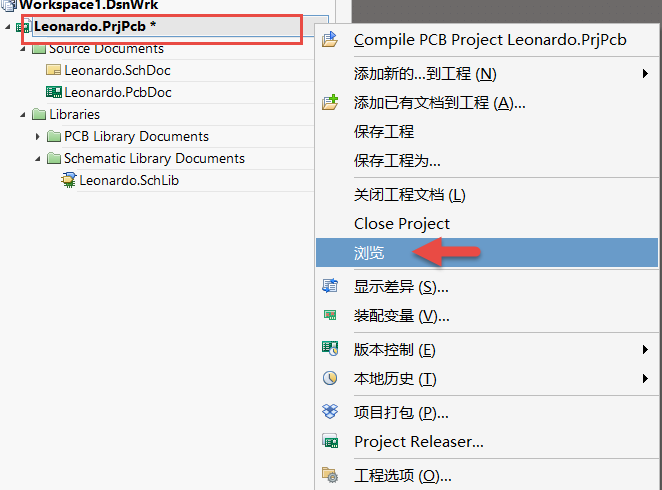 Workspace1.DsnWrk
Leonardo.PrjPcb *
Source Documents
Leonardo.SchDoc
Leonardo.PcbDoc
Libraries
PCB Library Documents
Schematic Library Documents
Leonardo.SchLib
Compile PCB Project Leonardo.PrjPcb
添加新的...到工程 (N)
添加已有文档到工程 (A)...
保存工程
保存工程为...
关闭工程文档 (L)
Close Project
浏览
显示差异 (S)...
装配变量 (V)...
版本控制 (E)
本地历史 (T)
项目打包 (P)...
Project Releaser...
工程选项 (O)...